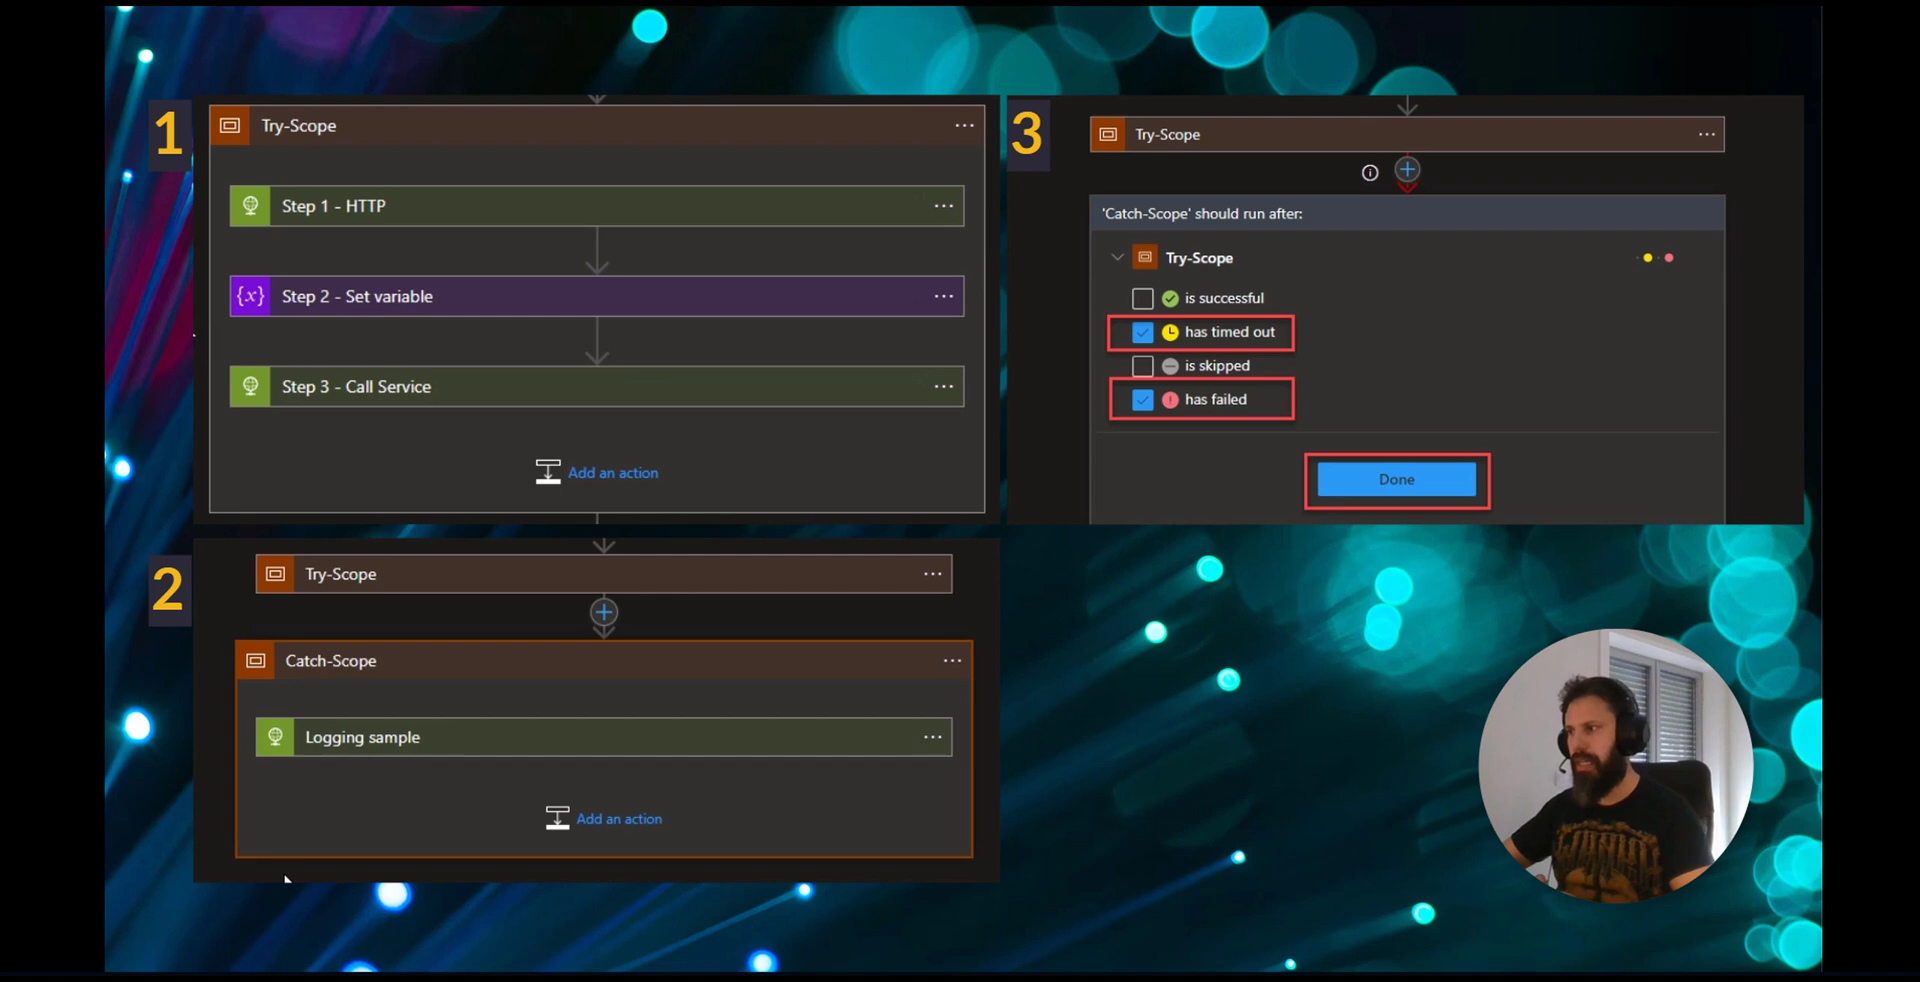 1
Try-Scope
Step 1 - HTTP
{x} Step 2 - Set variable
Step 3 - Call Service
Add an action
2
Try-Scope
Catch-Scope
Logging sample
Add an action
3
Try-Scope
'Catch-Scope' should run after:
Try-Scope
is successful
has timed out
is skipped
has failed
Done